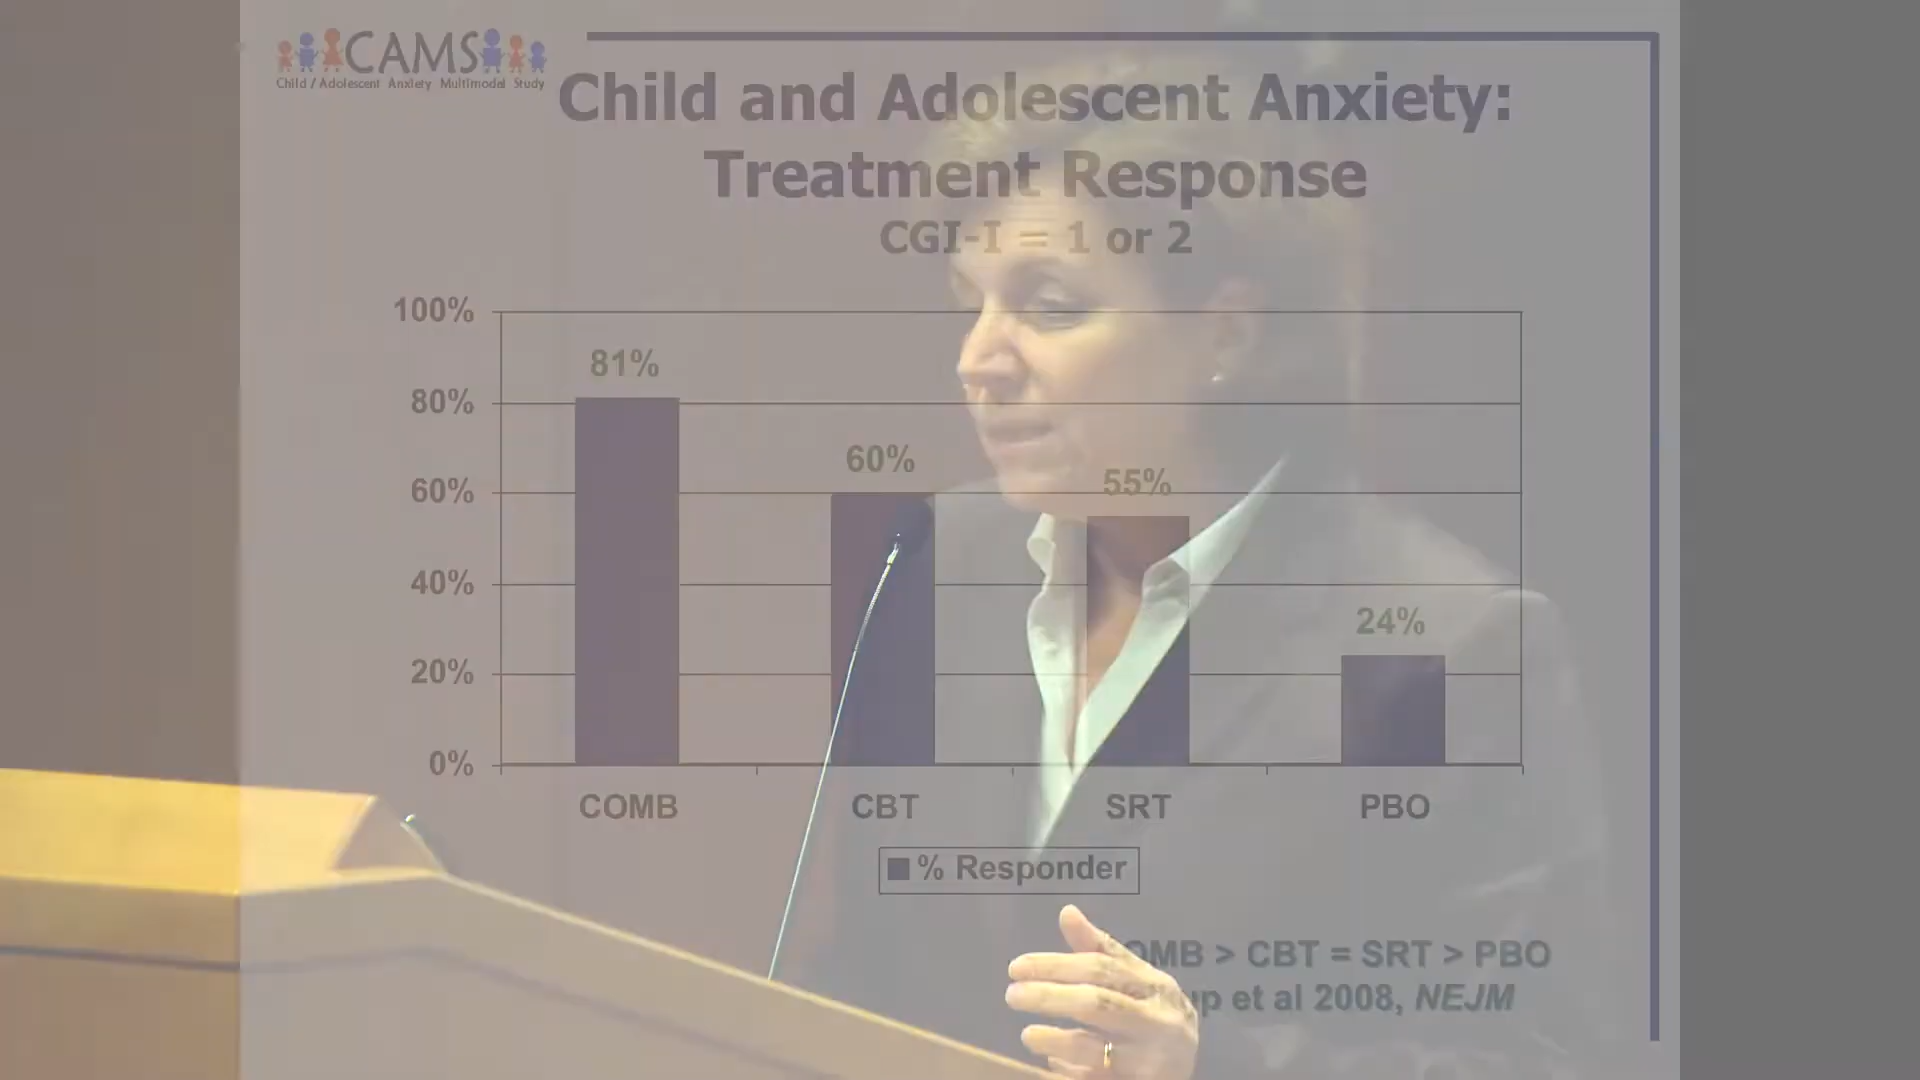 CAMS
Child / Adolescent Anxiety Multimodal Study
Child and Adolescent Anxiety:
Treatment Response
CGI-I = 1 or 2
100%
80%
60%
40%
20%
0%
81%
60%
55%
24%
COMB CBT SRT PBO
% Responder
COMB > CBT = SRT > PBO
Walkup et al 2008, NEJM